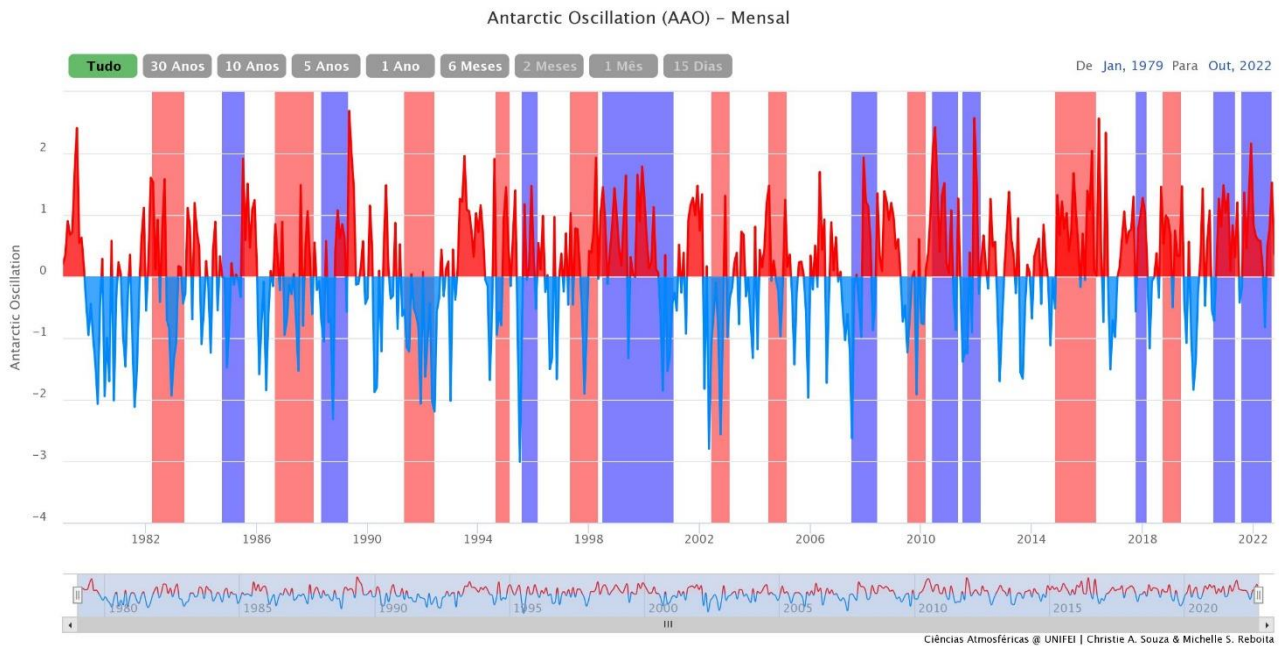 Antarctic Oscillation (AAO) – Mensal
Tudo 30 Anos 10 Anos 5 Anos 1 Ano 6 Meses 2 Meses 1 Mês 15 Dias De Jan, 1979 Para Out, 2022
Antarctic Oscillation
2
1
0
−1
−2
−3
−4
1982 1986 1990 1994 1998 2002 2006 2010 2014 2018 2022
1980 1985 1990 1995 2000 2005 2010 2015 2020
Ciências Atmosféricas @ UNIFEI | Christie A. Souza & Michelle S. Reboita